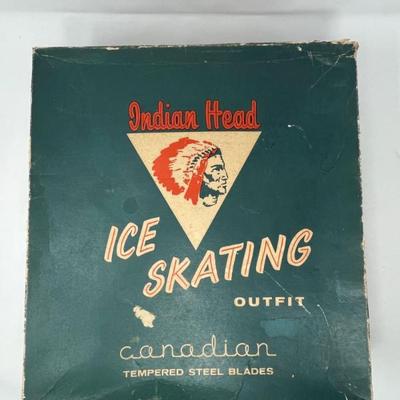 Indian Head
ICE
SKATING
OUTFIT
canadian
TEMPERED STEEL BLADES